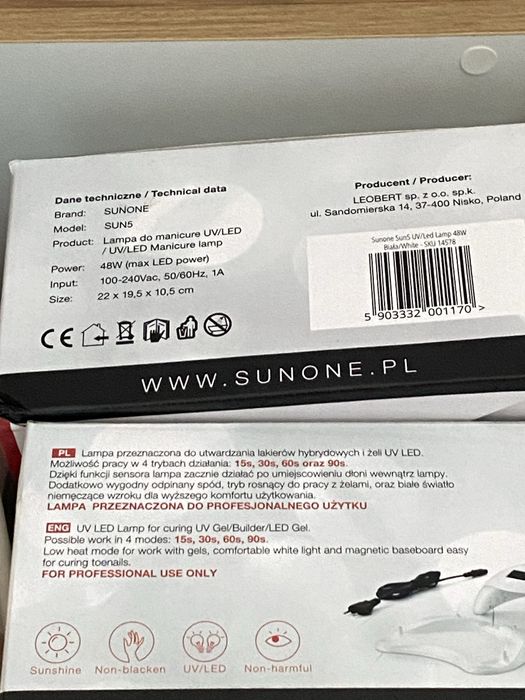 Dane techniczne / Technical data
Brand: SUNONE
Model: SUN5
Product: Lampa do manicure UV/LED
/ UV/LED Manicure lamp
Power: 48W (max LED power)
Input: 100-240Vac, 50/60Hz, 1A
Size: 22 x 19,5 x 10,5 cm
Producent / Producer:
LEOBERT sp. z o.o. sp.k.
ul. Sandomierska 14, 37-400 Nisko, Poland
Sunone Sun5 UV/Led Lamp 48W
Biała/White - SKU 14578
5 903332 001170 >
CE
WWW.SUNONE.PL
PL Lampa przeznaczona do utwardzania lakierów hybrydowych i żeli UV LED.
Możliwość pracy w 4 trybach działania: 15s, 30s, 60s oraz 90s.
Dzięki funkcji sensora lampa zacznie działać po umiejscowieniu dłoni wewnątrz lampy.
Dodatkowo wygodny odpinany spód, tryb rosnący do pracy z żelami, oraz białe światło
niemęczące wzroku dla wyższego komfortu użytkowania.
LAMPA PRZEZNACZONA DO PROFESJONALNEGO UŻYTKU
ENG UV LED Lamp for curing UV Gel/Builder/LED Gel.
Possible work in 4 modes: 15s, 30s, 60s, 90s.
Low heat mode for work with gels, comfortable white light and magnetic baseboard easy
for curing toenails.
FOR PROFESSIONAL USE ONLY
Sunshine Non-blacken UV/LED Non-harmful